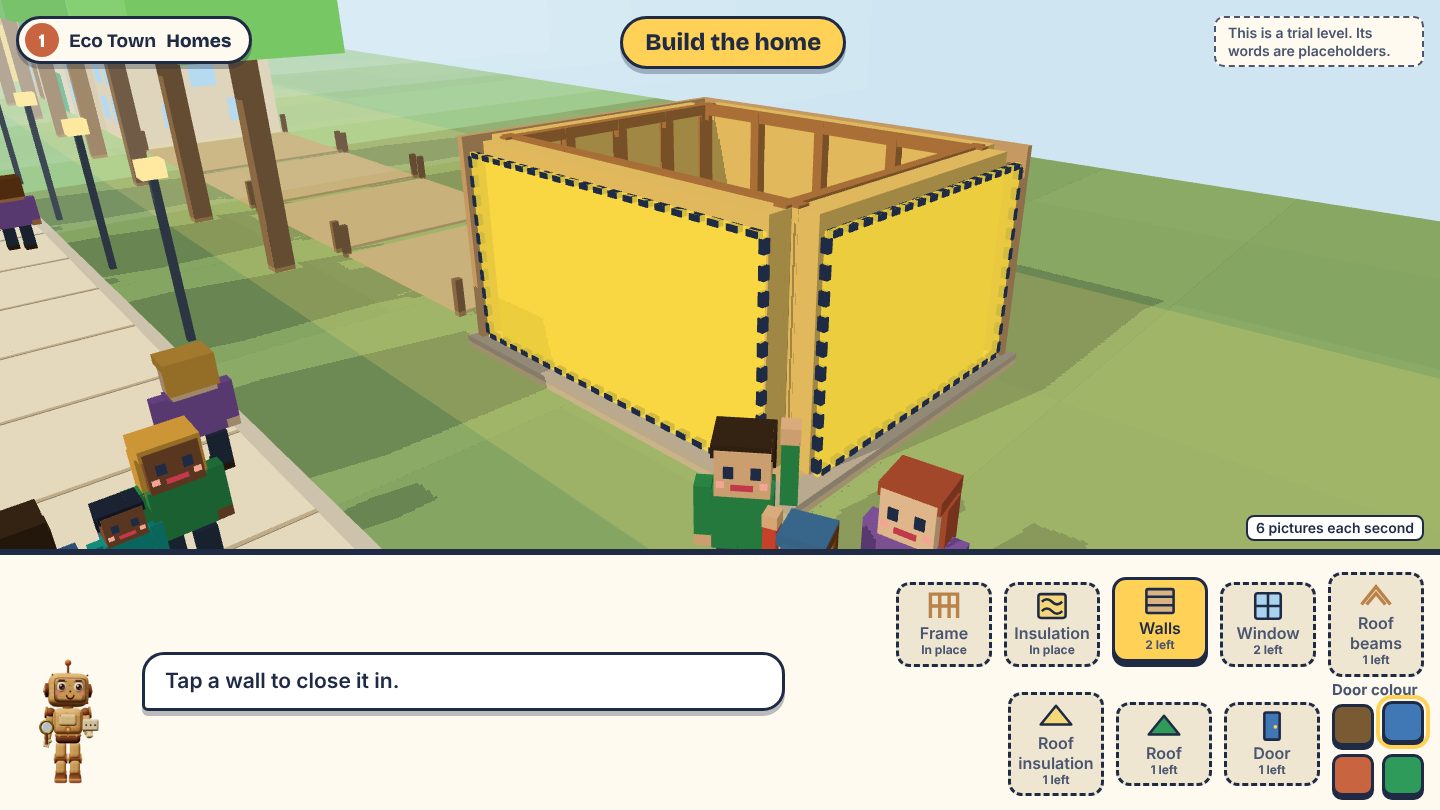 1 Eco Town Homes
Build the home
This is a trial level. Its
words are placeholders.
6 pictures each second
Tap a wall to close it in.
Frame
In place
Insulation
In place
Walls
2 left
Window
2 left
Roof
beams
1 left
Roof
insulation
1 left
Roof
1 left
Door
1 left
Door colour